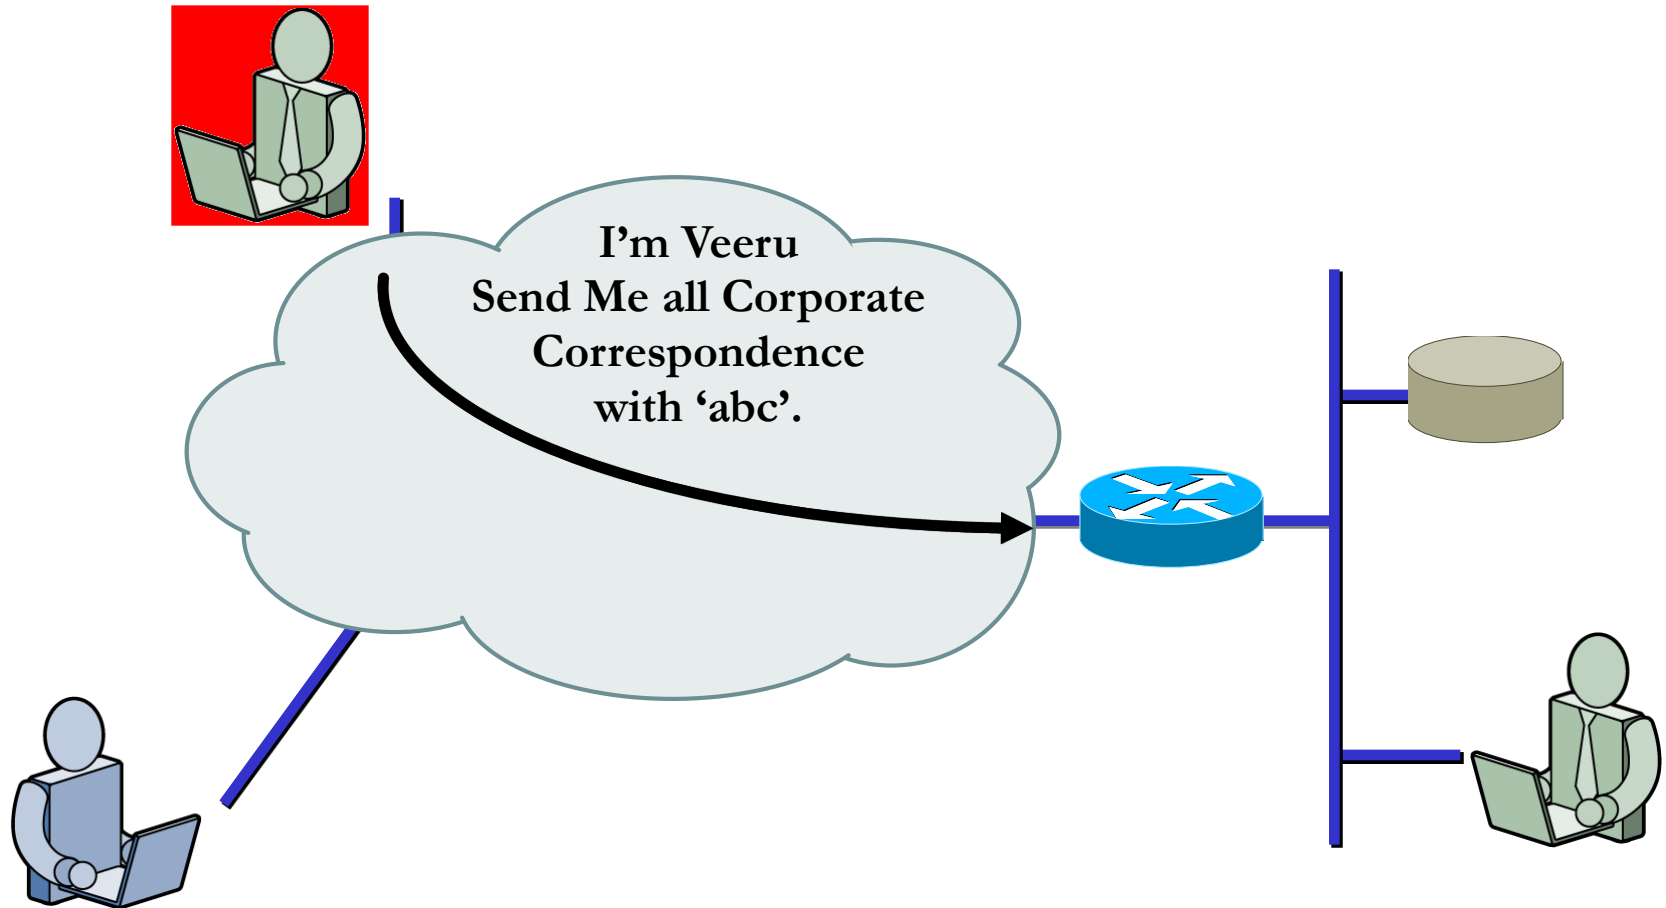 I’m Veeru
Send Me all Corporate
Correspondence
with ‘abc’.